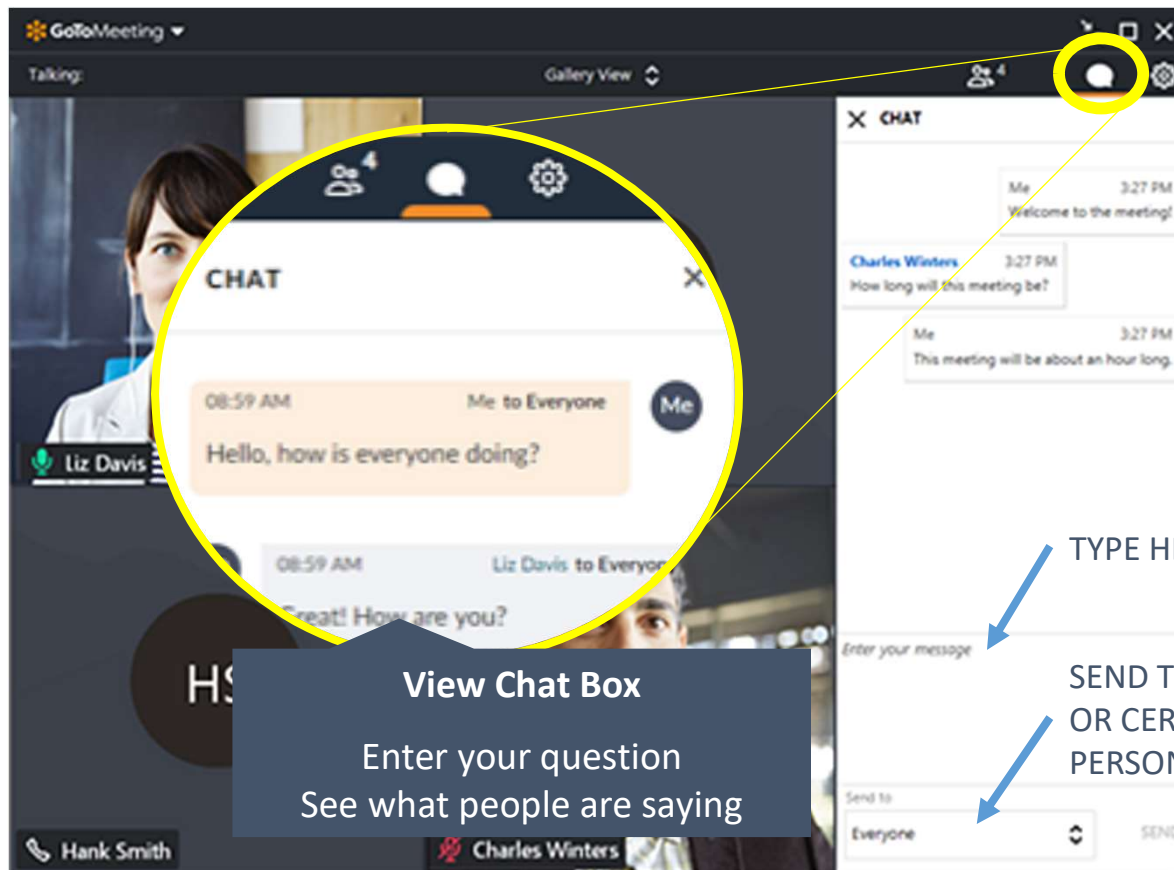 GoToMeeting
Talking:
Gallery View
4
CHAT
Me 3:27 PM
Welcome to the meeting!
Charles Winters 3:27 PM
How long will this meeting be?
Me 3:27 PM
This meeting will be about an hour long.
4
CHAT
08:59 AM Me to Everyone
Me
Hello, how is everyone doing?
08:59 AM Liz Davis to Everyone
Great! How are you?
Liz Davis
HS
Hank Smith
Charles Winters
View Chat Box
Enter your question
See what people are saying
TYPE
Enter your message
SEND
OR
PERSON
Send to
Everyone
SEND